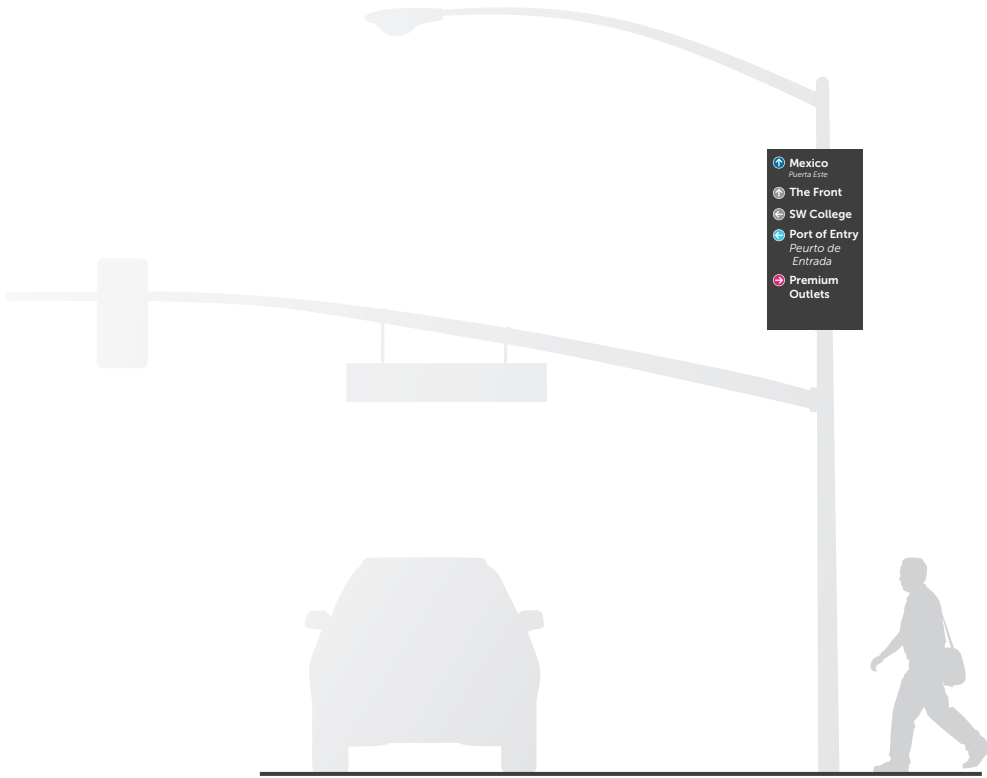 Mexico
Puerta Este
The Front
SW College
Port of Entry
Peurto de
Entrada
Premium
Outlets